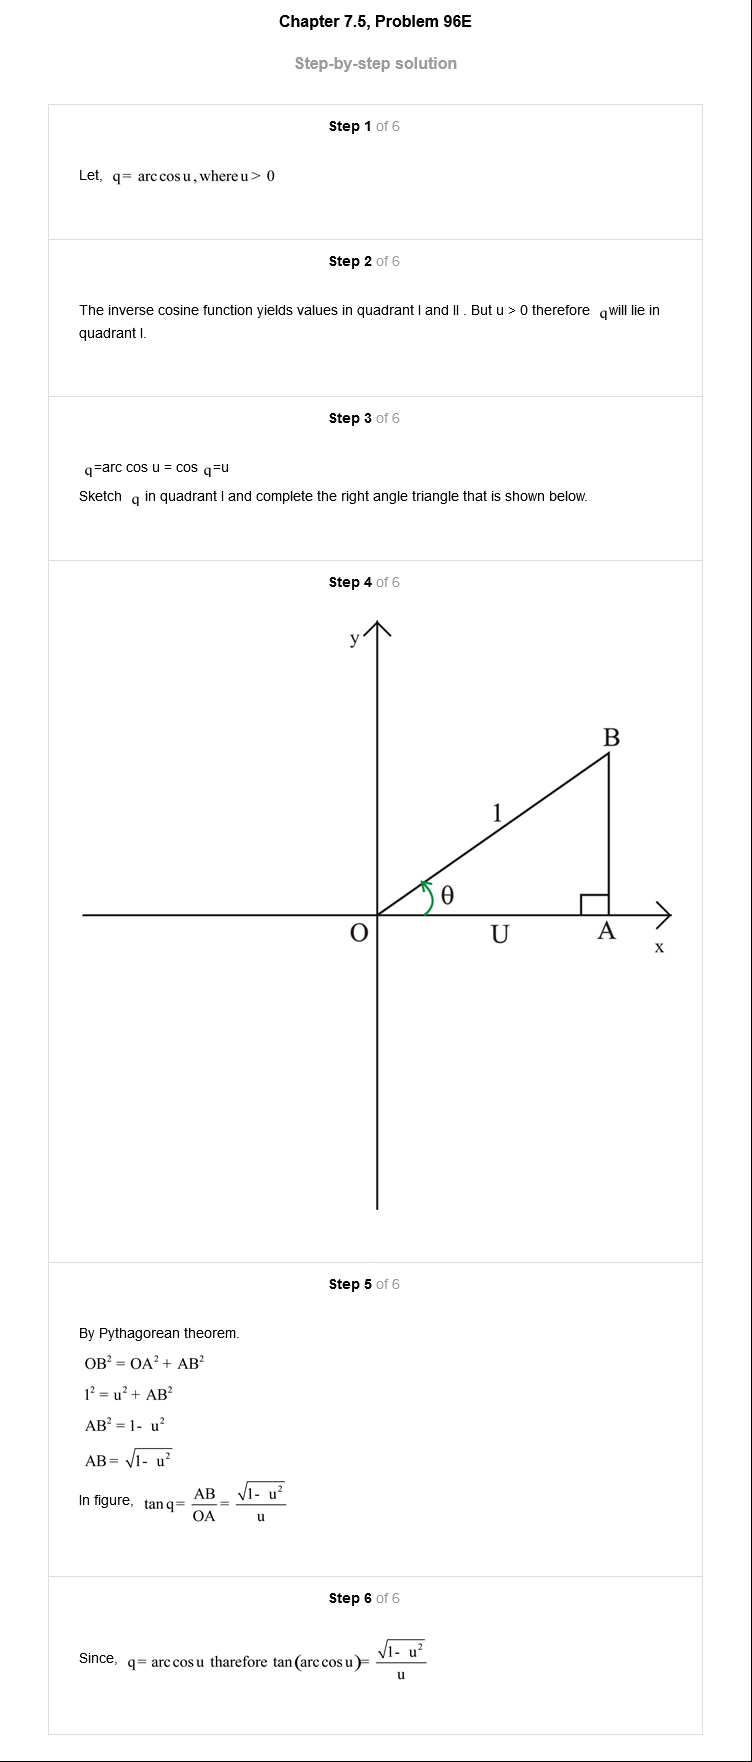 Chapter 7.5, Problem 96E
Step-by-step solution
Step 1 of 6
Let, q= arccosu, where u> 0
Step 2 of 6
The inverse cosine function yields values in quadrant I and II . But u > 0 therefore q will lie in
quadrant I.
Step 3 of 6
q=arc cos u = cos q=u
Sketch q in quadrant I and complete the right angle triangle that is shown below.
Step 4 of 6
y
B
1
θ
O
U
A
x
Step 5 of 6
By Pythagorean theorem.
OB² = OA² + AB²
1² = u² + AB²
AB² = 1- u²
AB = √1- u²
In figure, tan q= AB/OA = √1- u²/u
Step 6 of 6
Since, q= arccosu tharefore tan(arccosu)= √1- u²/u